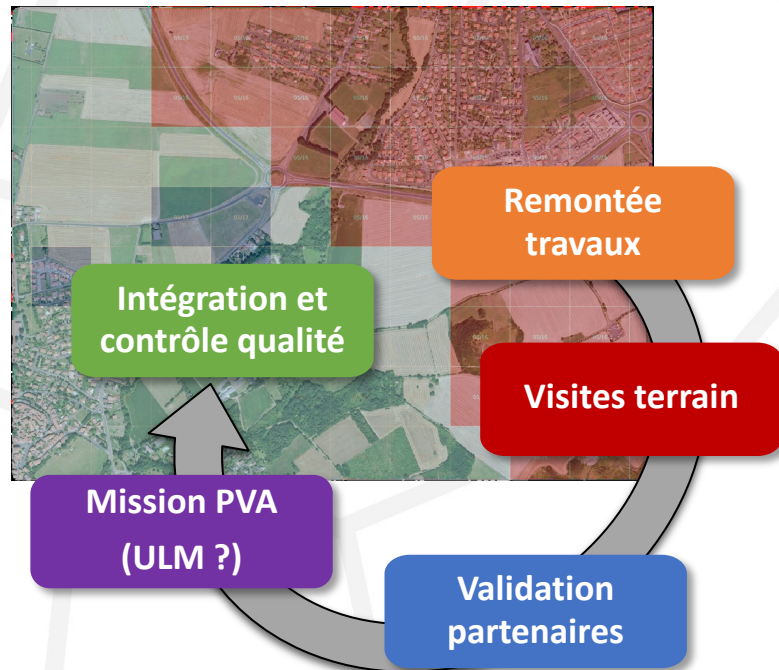 Remontée
travaux
Intégration et
contrôle qualité
Visites terrain
Mission PVA
(ULM ?)
Validation
partenaires